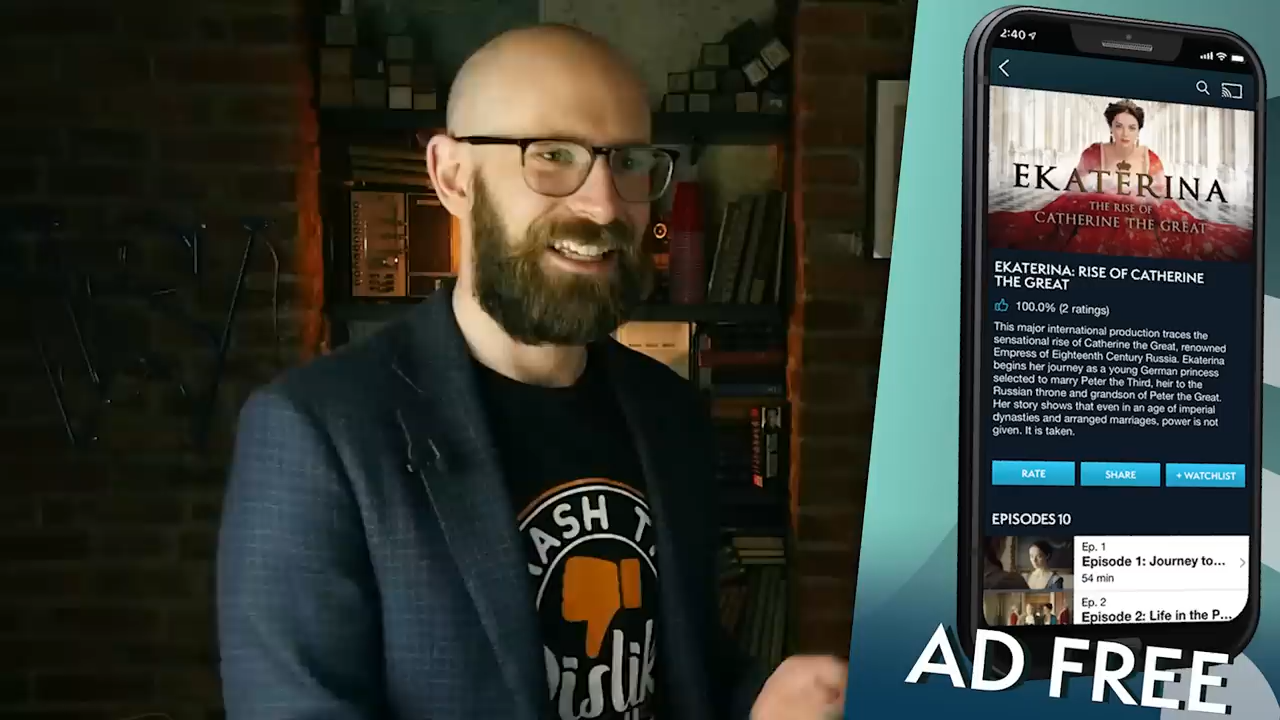 2:40
EKATERINA
THE RISE OF
CATHERINE THE GREAT
EKATERINA: RISE OF CATHERINE
THE GREAT
100.0% (2 ratings)
This major international production traces the
sensational rise of Catherine the Great, renowned
Empress of Eighteenth Century Russia. Ekaterina
begins her journey as a young German princess
selected to marry Peter the Third, heir to the
Russian throne and grandson of Peter the Great.
Her story shows that even in an age of imperial
dynasties and arranged marriages, power is not
given. It is taken.
RATE SHARE + WATCHLIST
EPISODES 10
Ep. 1
Episode 1: Journey to...
54 min
Ep. 2
Episode 2: Life in the P...
AD FREE
ASH T
Dislik